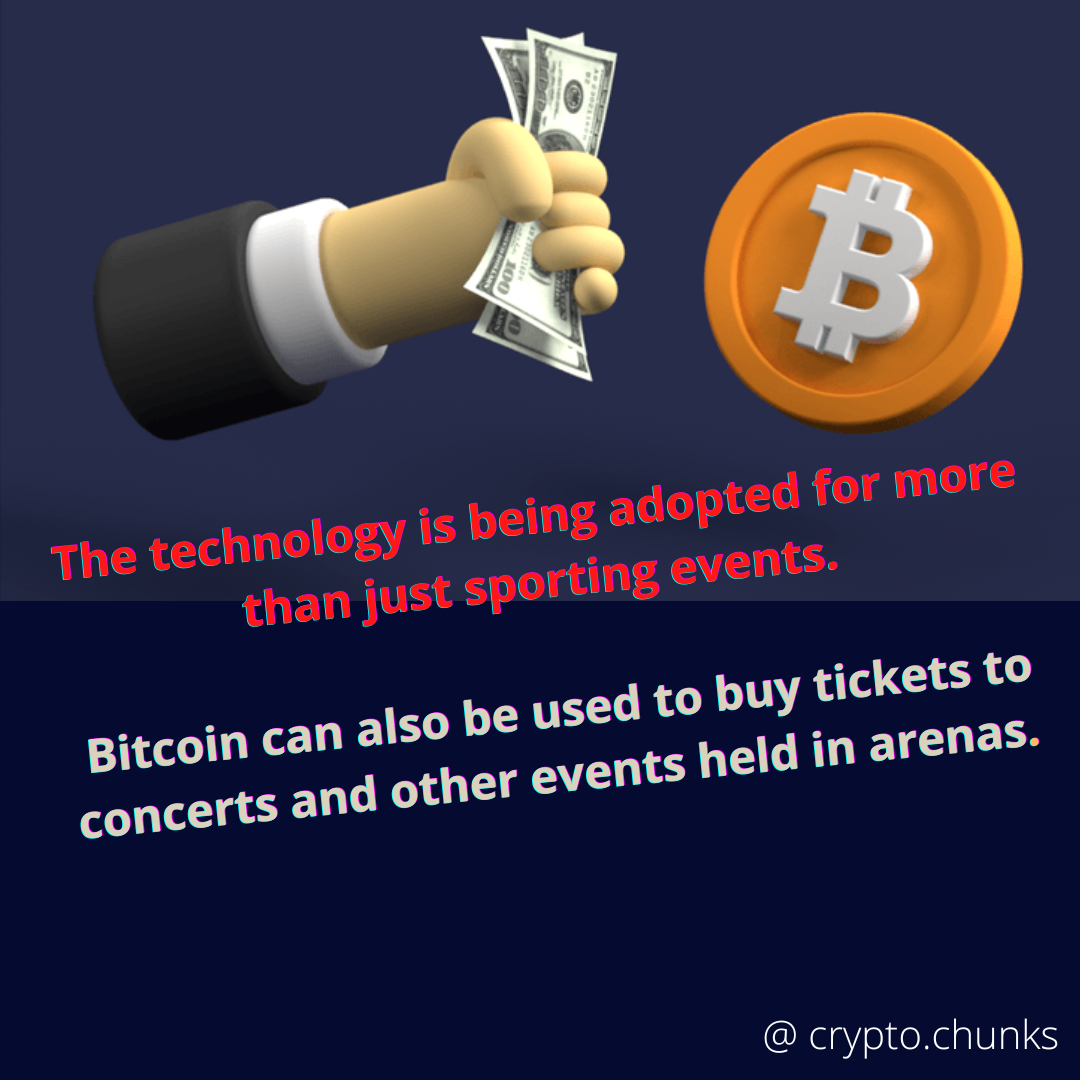 The technology is being adopted for more
than just sporting events.
Bitcoin can also be used to buy tickets to
concerts and other events held in arenas.
@ crypto.chunks